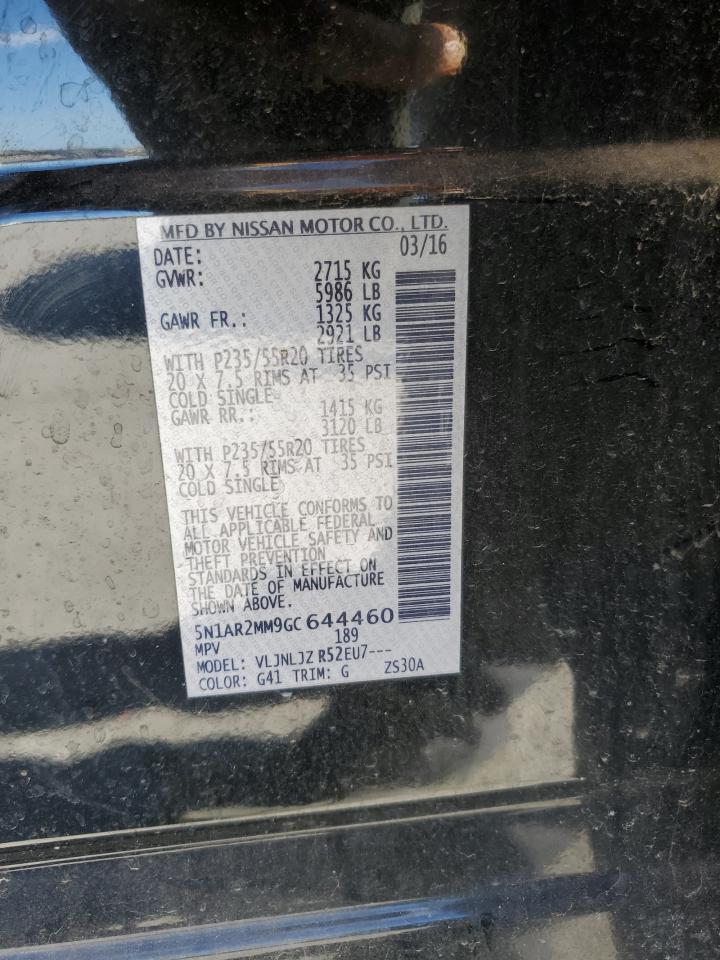 MFD BY NISSAN MOTOR CO., LTD.
DATE: 03/16
GVWR: 2715 KG
5986 LB
GAWR FR.: 1325 KG
2921 LB
WITH P235/55R20 TIRES
20 X 7.5 RIMS AT 35 PSI
COLD SINGLE
GAWR RR.: 1415 KG
3120 LB
WITH P235/55R20 TIRES
20 X 7.5 RIMS AT 35 PSI
COLD SINGLE
THIS VEHICLE CONFORMS TO
ALL APPLICABLE FEDERAL
MOTOR VEHICLE SAFETY AND
THEFT PREVENTION
STANDARDS IN EFFECT ON
THE DATE OF MANUFACTURE
SHOWN ABOVE.
5N1AR2MM9GC644460
MPV 189
MODEL: VLJNLJZ R52EU7---
COLOR: G41 TRIM: G ZS30A